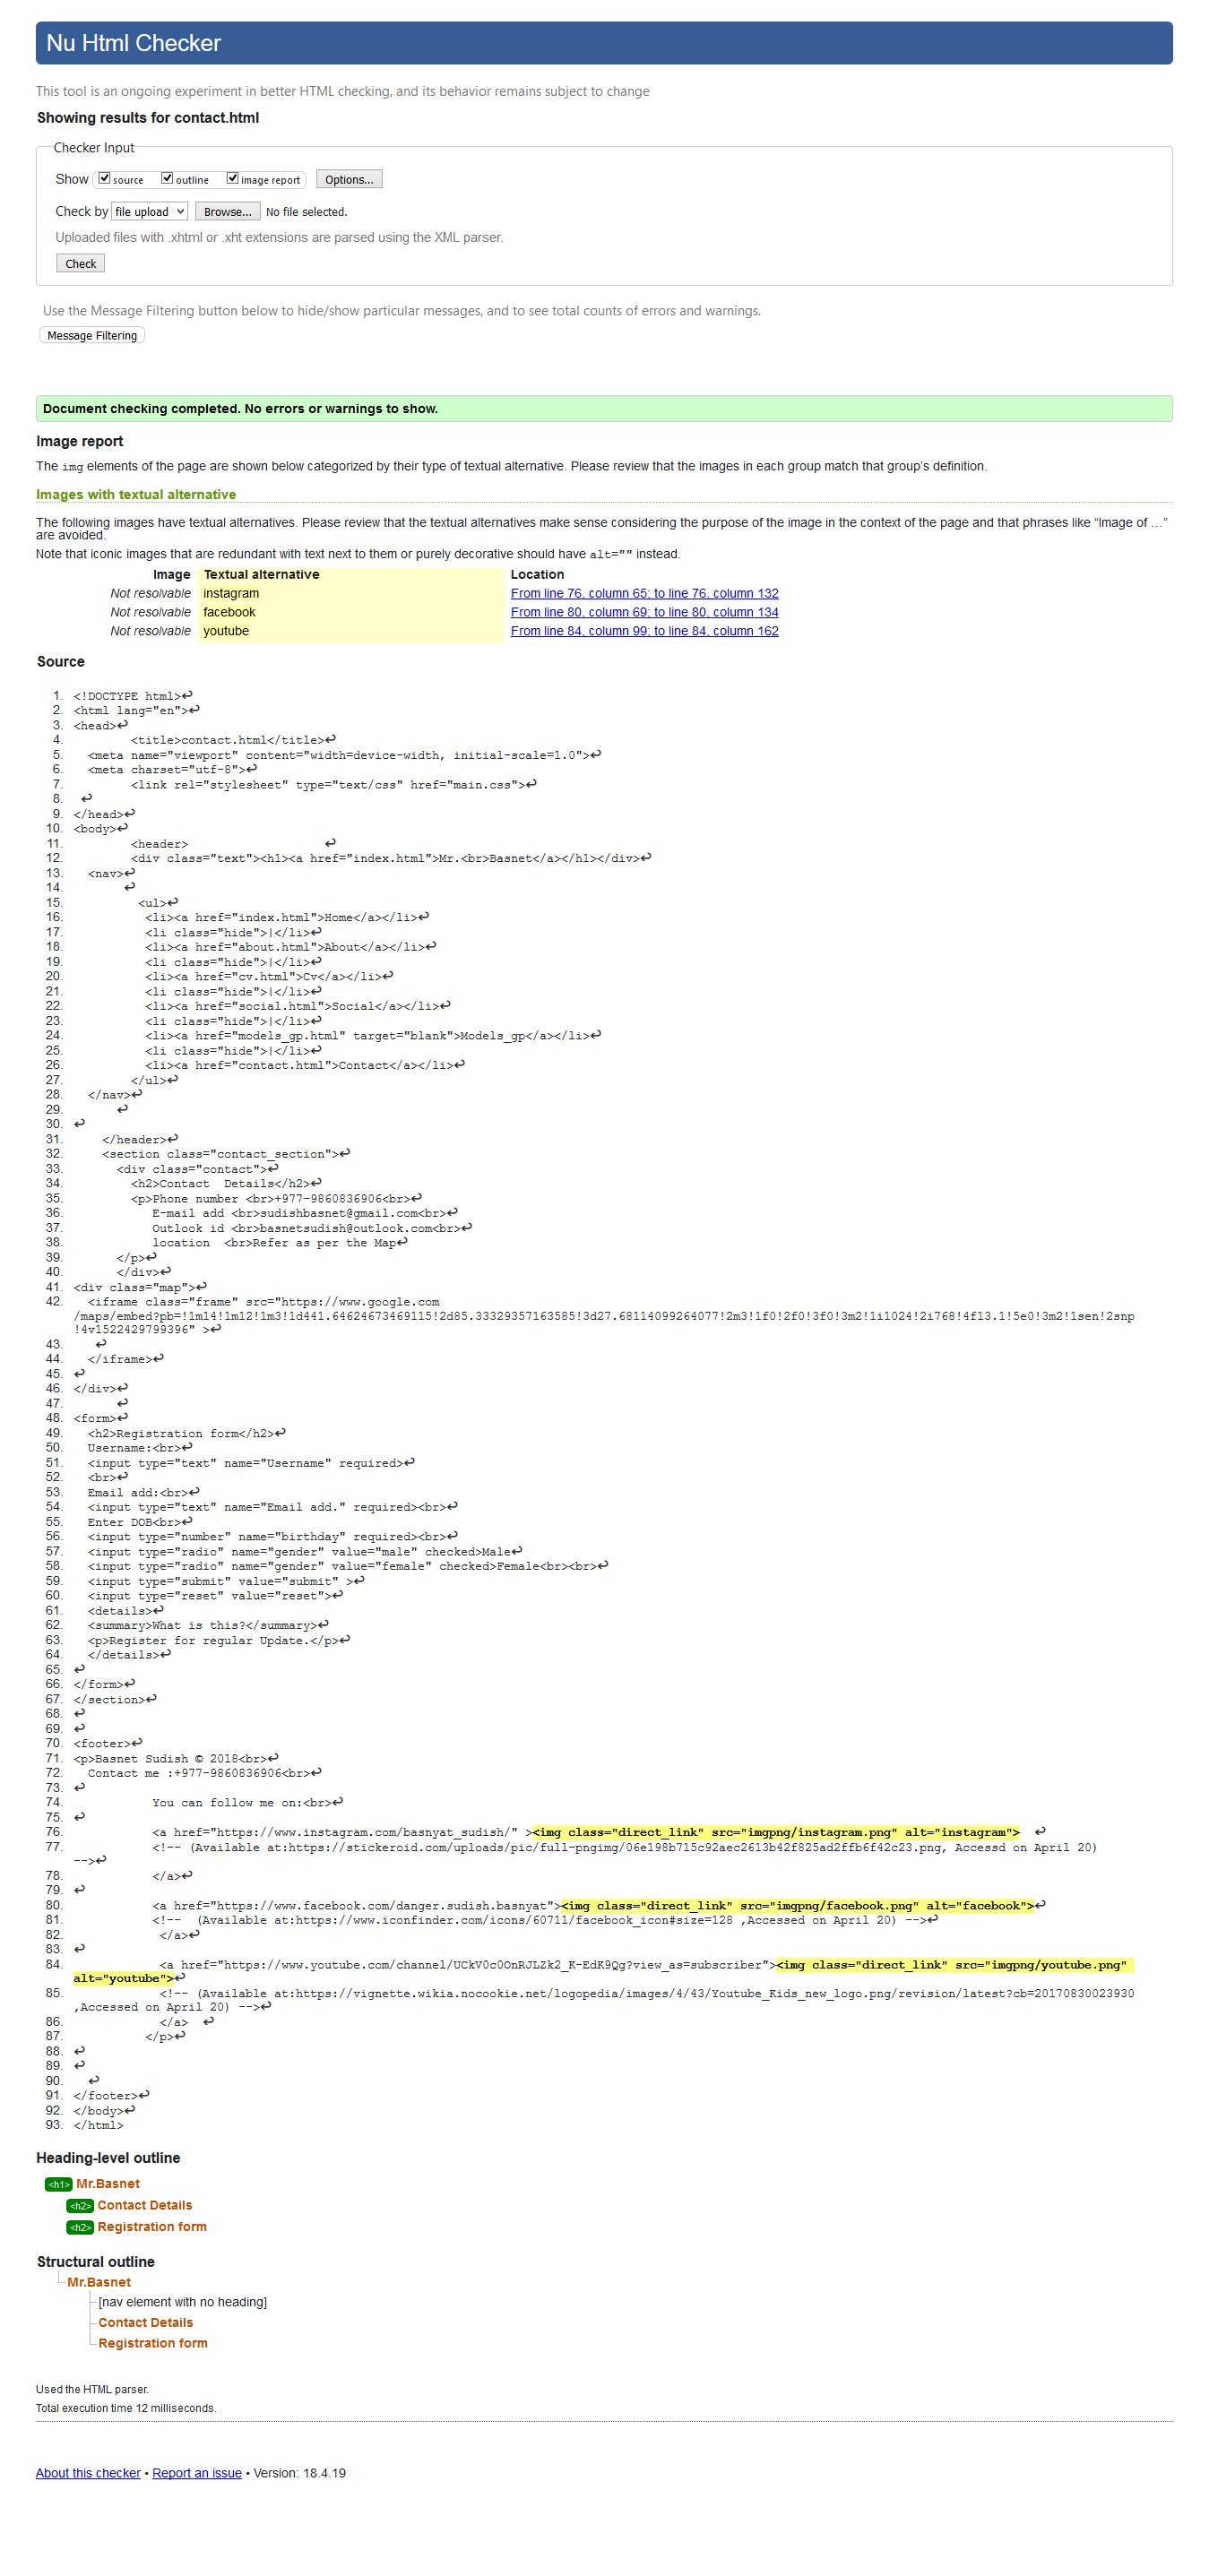 Nu Html Checker
This tool is an ongoing experiment in better HTML checking, and its behavior remains subject to change
Showing results for contact.html
Checker Input
Show source outline image report Options...
Check by file upload Browse... No file selected.
Uploaded files with .xhtml or .xht extensions are parsed using the XML parser.
Check
Use the Message Filtering button below to hide/show particular messages, and to see total counts of errors and warnings.
Message Filtering
Document checking completed. No errors or warnings to show.
Image report
The img elements of the page are shown below categorized by their type of textual alternative. Please review that the images in each group match that group's definition.
Images with textual alternative
The following images have textual alternatives. Please review that the textual alternatives make sense considering the purpose of the image in the context of the page and that phrases like “Image of …”
are avoided.
Note that iconic images that are redundant with text next to them or purely decorative should have alt="" instead.
Image Textual alternative Location
Not resolvable instagram From line 76, column 65; to line 76, column 132
Not resolvable facebook From line 80, column 69; to line 80, column 134
Not resolvable youtube From line 84, column 99; to line 84, column 162
Source
1. <!DOCTYPE html>↩
2. <html lang="en">↩
3. <head>↩
4. <title>contact.html</title>↩
5. <meta name="viewport" content="width=device-width, initial-scale=1.0">↩
6. <meta charset="utf-8">↩
7. <link rel="stylesheet" type="text/css" href="main.css">↩
8. ↩
9. </head>↩
10. <body>↩
11. <header> ↩
12. <div class="text"><h1><a href="index.html">Mr.<br>Basnet</a></h1></div>↩
13. <nav>↩
14. ↩
15. <ul>↩
16. <li><a href="index.html">Home</a></li>↩
17. <li class="hide">|</li>↩
18. <li><a href="about.html">About</a></li>↩
19. <li class="hide">|</li>↩
20. <li><a href="cv.html">Cv</a></li>↩
21. <li class="hide">|</li>↩
22. <li><a href="social.html">Social</a></li>↩
23. <li class="hide">|</li>↩
24. <li><a href="models_gp.html" target="blank">Models_gp</a></li>↩
25. <li class="hide">|</li>↩
26. <li><a href="contact.html">Contact</a></li>↩
27. </ul>↩
28. </nav>↩
29. ↩
30. ↩
31. </header>↩
32. <section class="contact_section">↩
33. <div class="contact">↩
34. <h2>Contact  Details</h2>↩
35. <p>Phone number <br>+977-9860836906<br>↩
36. E-mail add <br>sudishbasnet@gmail.com<br>↩
37. Outlook id <br>basnetsudish@outlook.com<br>↩
38. location  <br>Refer as per the Map↩
39. </p>↩
40. </div>↩
41. <div class="map">↩
42. <iframe class="frame" src="https://www.google.com
/maps/embed?pb=!1m14!1m12!1m3!1d441.64624673469115!2d85.33329357163585!3d27.68114099264077!2m3!1f0!2f0!3f0!3m2!1i1024!2i768!4f13.1!5e0!3m2!1sen!2snp
!4v1522429799396" >↩
43. ↩
44. </iframe>↩
45. ↩
46. </div>↩
47. ↩
48. <form>↩
49. <h2>Registration form</h2>↩
50. Username:<br>↩
51. <input type="text" name="Username" required>↩
52. <br>↩
53. Email add:<br>↩
54. <input type="text" name="Email add." required><br>↩
55. Enter DOB<br>↩
56. <input type="number" name="birthday" required><br>↩
57. <input type="radio" name="gender" value="male" checked>Male↩
58. <input type="radio" name="gender" value="female" checked>Female<br><br>↩
59. <input type="submit" value="submit" >↩
60. <input type="reset" value="reset">↩
61. <details>↩
62. <summary>What is this?</summary>↩
63. <p>Register for regular Update.</p>↩
64. </details>↩
65. ↩
66. </form>↩
67. </section>↩
68. ↩
69. ↩
70. <footer>↩
71. <p>Basnet Sudish © 2018<br>↩
72. Contact me :+977-9860836906<br>↩
73. ↩
74. You can follow me on:<br>↩
75. ↩
76. <a href="https://www.instagram.com/basnyat_sudish/" ><img class="direct_link" src="imgpng/instagram.png" alt="instagram"> ↩
77. <!-- (Available at:https://stickeroid.com/uploads/pic/full-pngimg/06e198b715c92aec2613b42f825ad2ffb6f42c23.png, Accessd on April 20)
-->↩
78. </a>↩
79. ↩
80. <a href="https://www.facebook.com/danger.sudish.basnyat"><img class="direct_link" src="imgpng/facebook.png" alt="facebook">↩
81. <!--  (Available at:https://www.iconfinder.com/icons/60711/facebook_icon#size=128 ,Accessed on April 20) -->↩
82. </a>↩
83. ↩
84. <a href="https://www.youtube.com/channel/UCkV0c0OnRJLZk2_K-EdK9Qg?view_as=subscriber"><img class="direct_link" src="imgpng/youtube.png"
alt="youtube">↩
85. <!-- (Available at:https://vignette.wikia.nocookie.net/logopedia/images/4/43/Youtube_Kids_new_logo.png/revision/latest?cb=20170830023930
,Accessed on April 20) -->↩
86. </a> ↩
87. </p>↩
88. ↩
89. ↩
90. ↩
91. </footer>↩
92. </body>↩
93. </html>
Heading-level outline
<h1> Mr.Basnet
<h2> Contact Details
<h2> Registration form
Structural outline
Mr.Basnet
[nav element with no heading]
Contact Details
Registration form
Used the HTML parser.
Total execution time 12 milliseconds.
About this checker • Report an issue • Version: 18.4.19